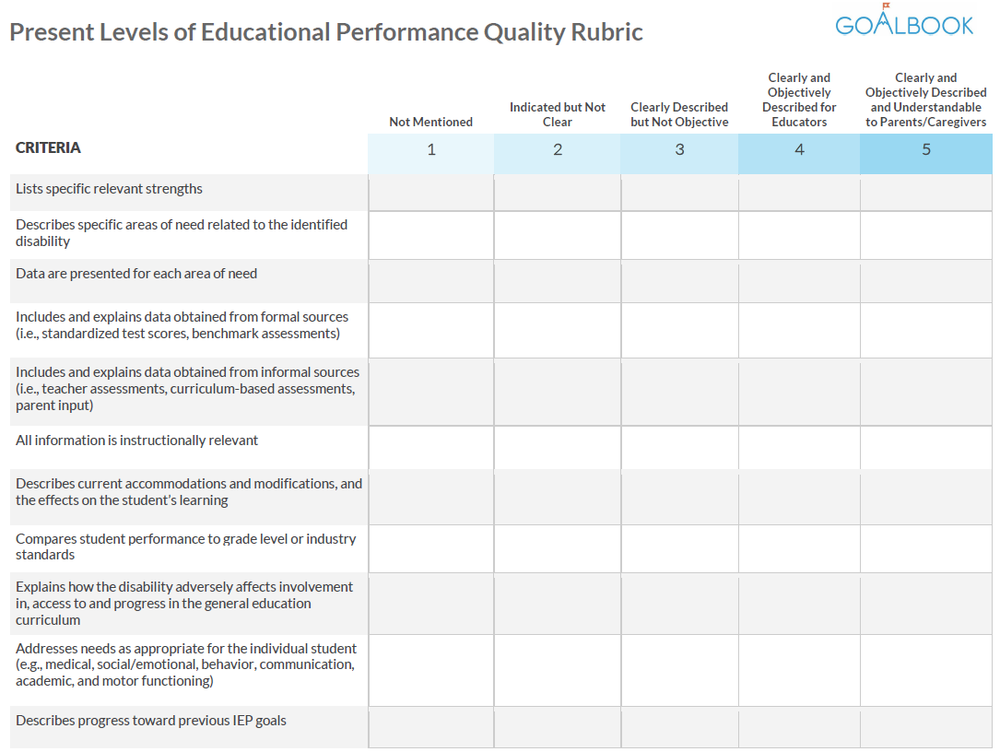 Present Levels of Educational Performance Quality Rubric
GOALBOOK
Not Mentioned
Indicated but Not
Clear
Clearly Described
but Not Objective
Clearly and
Objectively
Described for
Educators
Clearly and
Objectively Described
and Understandable
to Parents/Caregivers
CRITERIA
1
2
3
4
5
Lists specific relevant strengths
Describes specific areas of need related to the identified
disability
Data are presented for each area of need
Includes and explains data obtained from formal sources
(i.e., standardized test scores, benchmark assessments)
Includes and explains data obtained from informal sources
(i.e., teacher assessments, curriculum-based assessments,
parent input)
All information is instructionally relevant
Describes current accommodations and modifications, and
the effects on the student's learning
Compares student performance to grade level or industry
standards
Explains how the disability adversely affects involvement
in, access to and progress in the general education
curriculum
Addresses needs as appropriate for the individual student
(e.g., medical, social/emotional, behavior, communication,
academic, and motor functioning)
Describes progress toward previous IEP goals